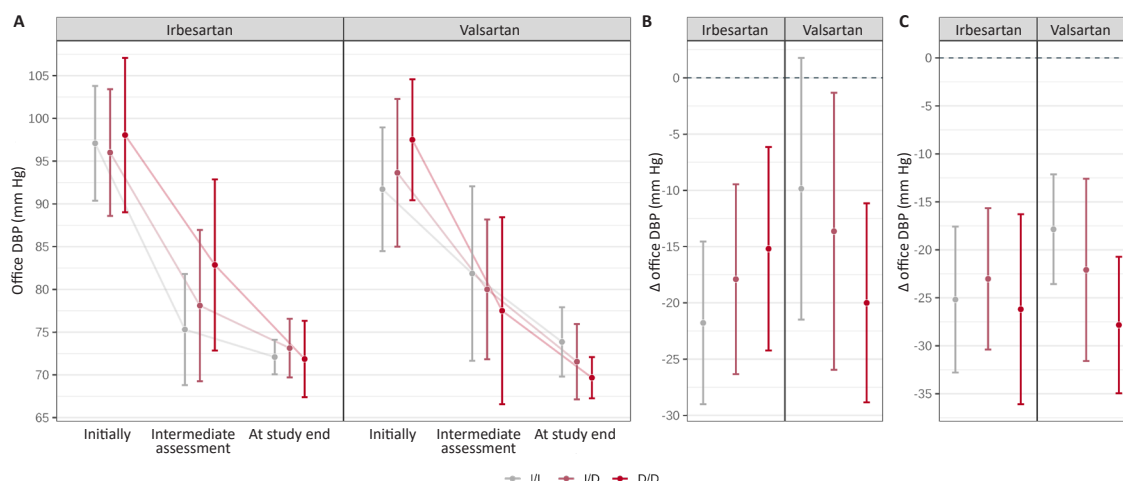 A
Irbesartan
Valsartan
Office DBP (mm Hg)
105
100
95
90
85
80
75
70
65
Initially
Intermediate
assessment
At study end
Initially
Intermediate
assessment
At study end
B
Irbesartan
Valsartan
Δ office DBP (mm Hg)
0
-5
-10
-15
-20
-25
-30
C
Irbesartan
Valsartan
Δ office DBP (mm Hg)
0
-5
-10
-15
-20
-25
-30
-35
I/I
I/D
D/D